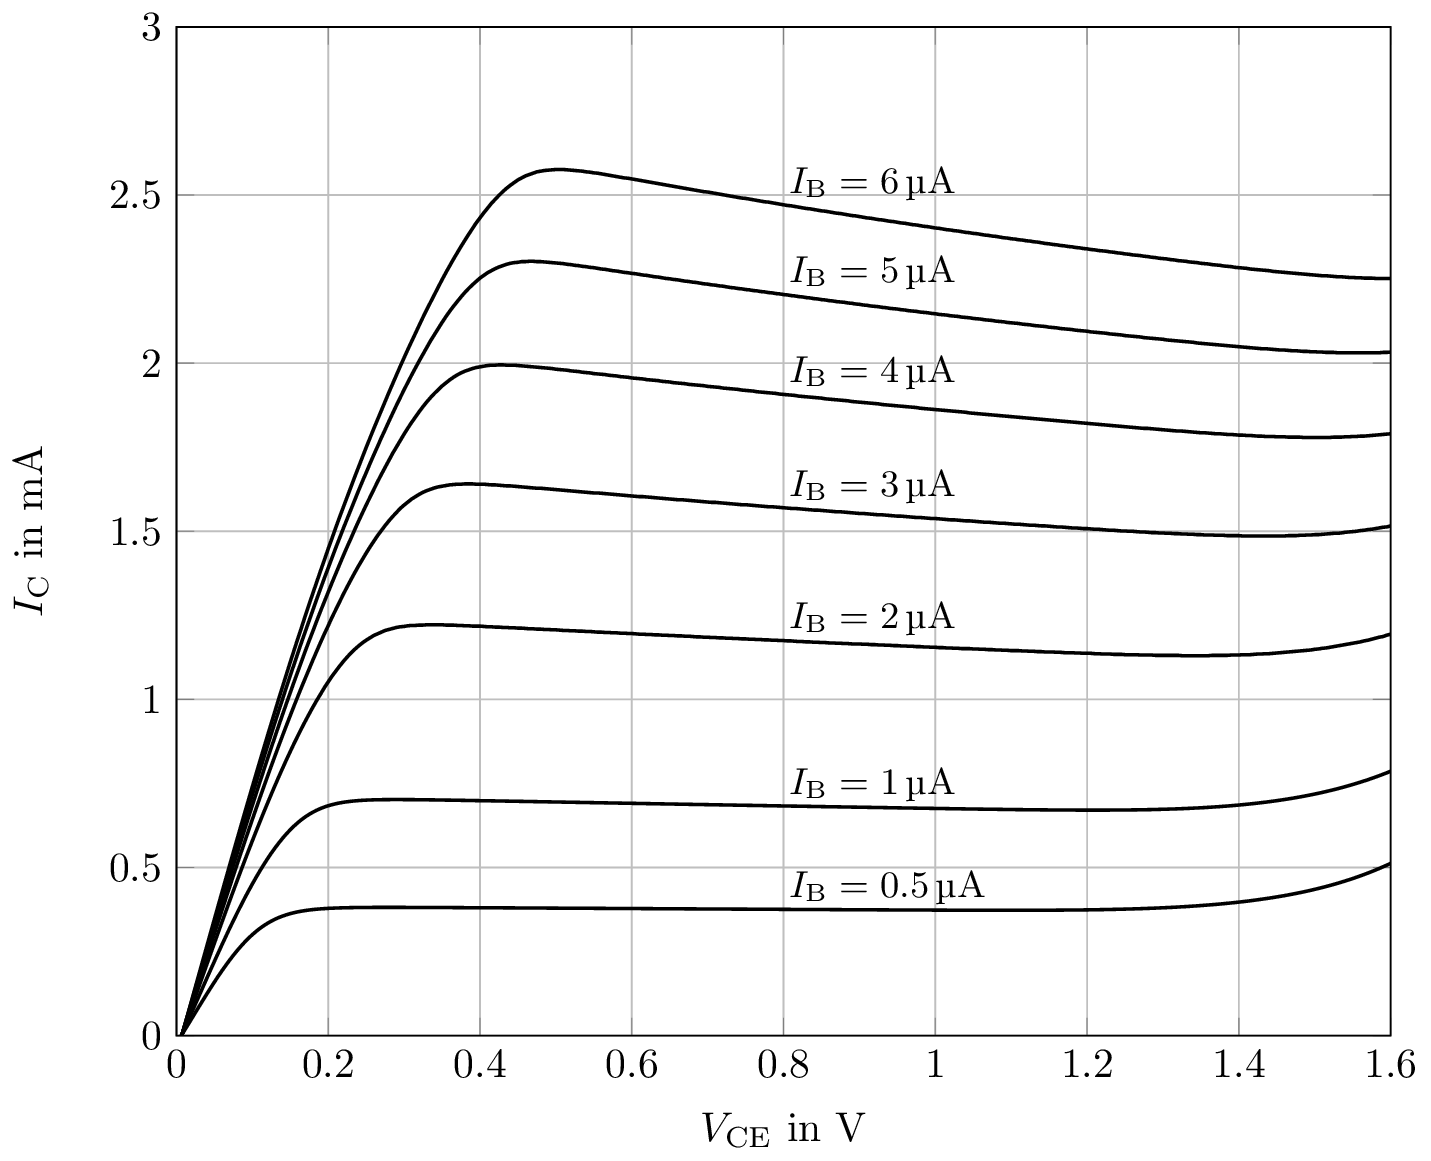 3
2.5
2
1.5
1
0.5
0
I_C in mA
I_B = 6 µA
I_B = 5 µA
I_B = 4 µA
I_B = 3 µA
I_B = 2 µA
I_B = 1 µA
I_B = 0.5 µA
0 0.2 0.4 0.6 0.8 1 1.2 1.4 1.6
V_CE in V